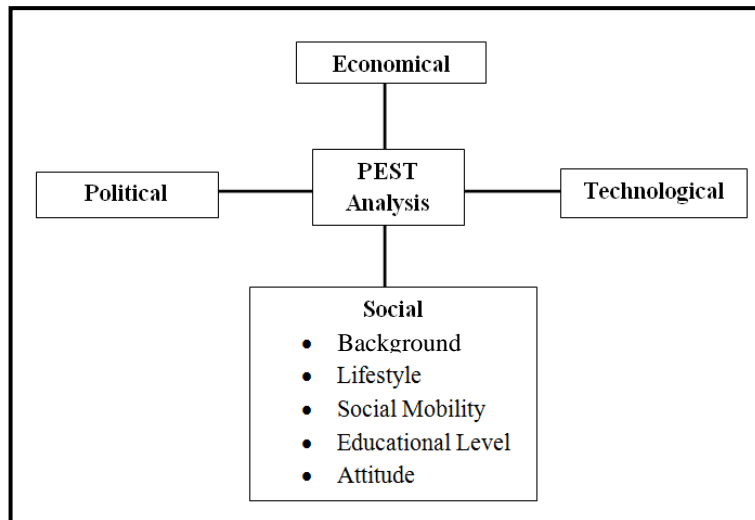 Economical
Political
PEST
Analysis
Technological
Social
• Background
• Lifestyle
• Social Mobility
• Educational Level
• Attitude